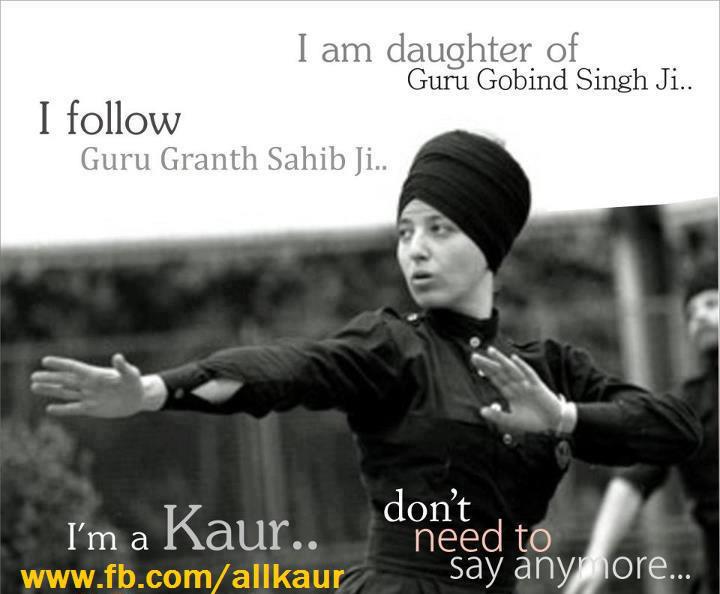 I am daughter of
Guru Gobind Singh Ji..
I follow
Guru Granth Sahib Ji..
I'm a Kaur..
don't
need to
say anymore...
www.fb.com/allkaur